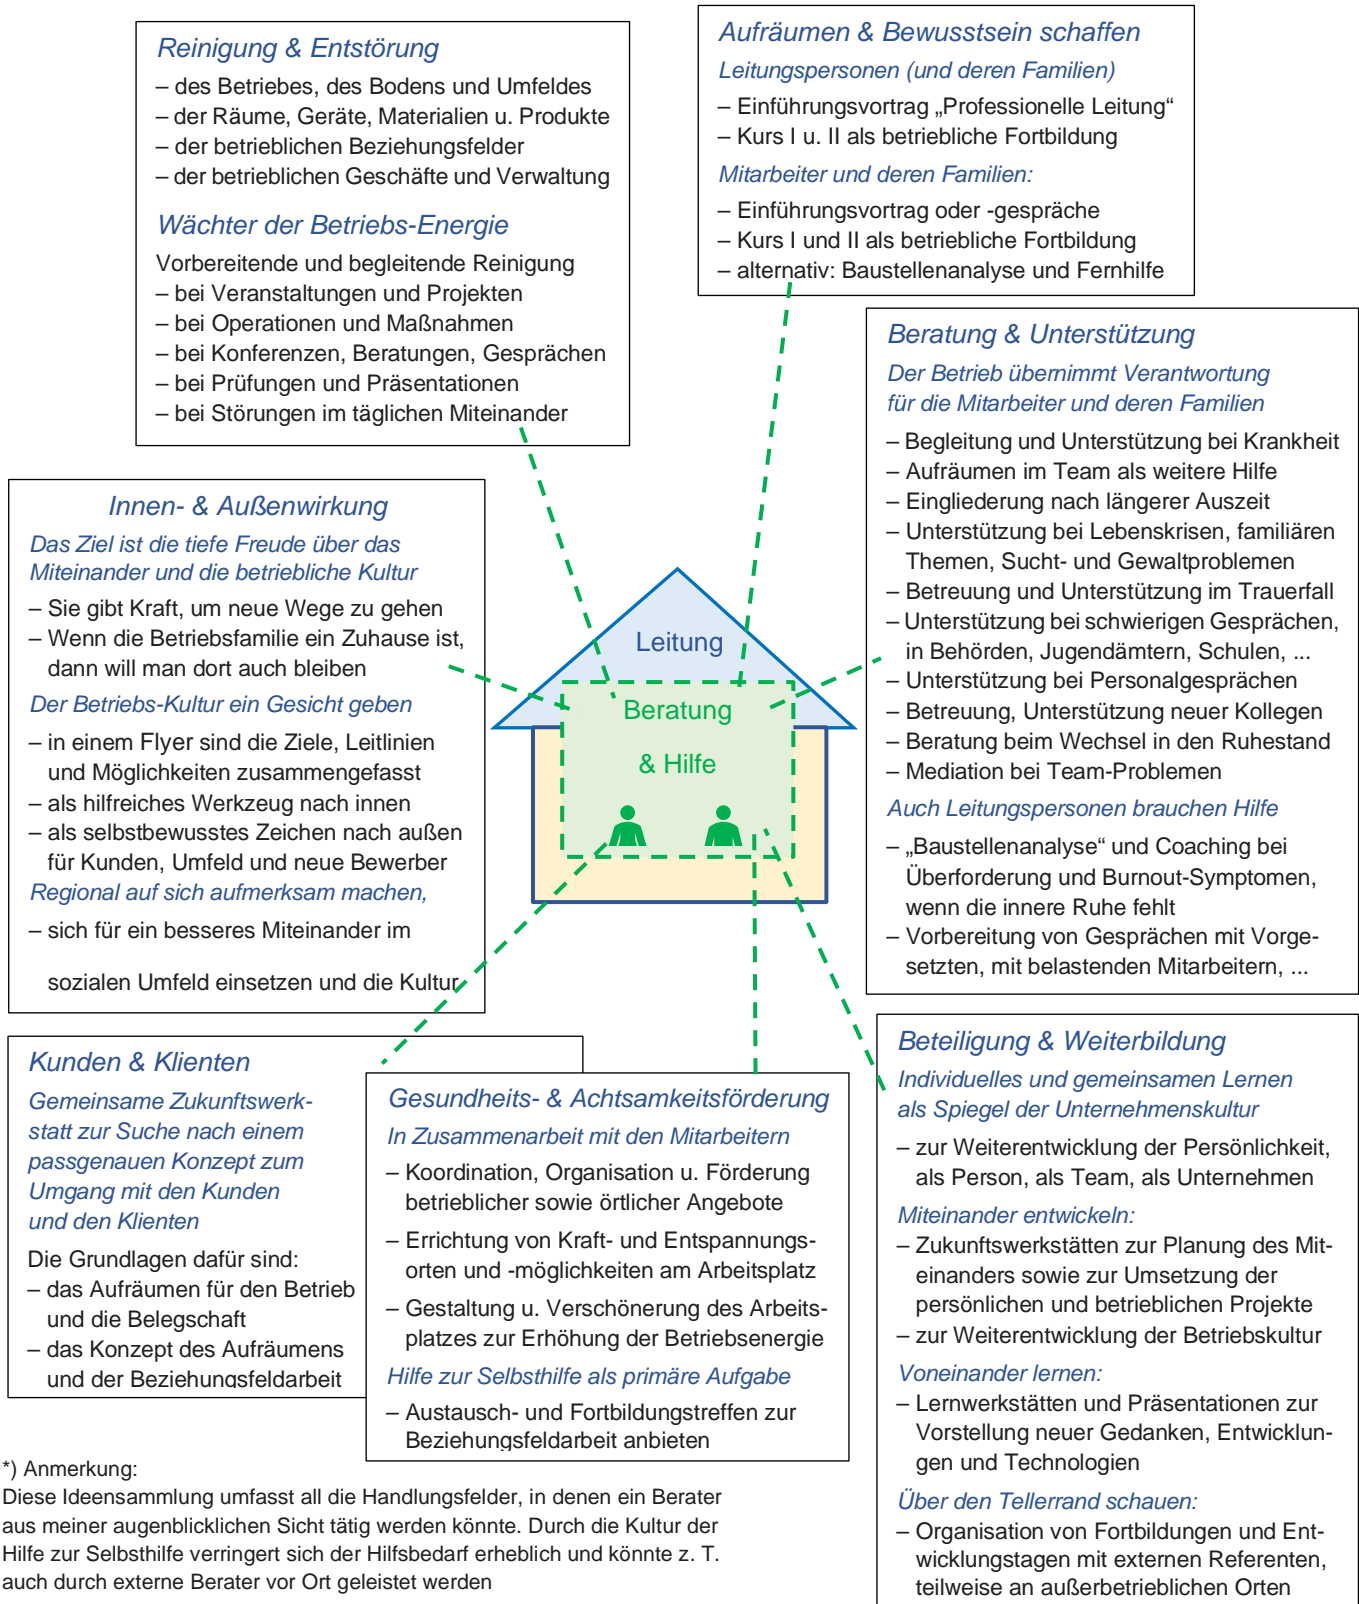 Reinigung & Entstörung
– des Betriebes, des Bodens und Umfeldes
– der Räume, Geräte, Materialien u. Produkte
– der betrieblichen Beziehungsfelder
– der betrieblichen Geschäfte und Verwaltung
Wächter der Betriebs-Energie
Vorbereitende und begleitende Reinigung
– bei Veranstaltungen und Projekten
– bei Operationen und Maßnahmen
– bei Konferenzen, Beratungen, Gesprächen
– bei Prüfungen und Präsentationen
– bei Störungen im täglichen Miteinander
Aufräumen & Bewusstsein schaffen
Leitungspersonen (und deren Familien)
– Einführungsvortrag „Professionelle Leitung“
– Kurs I u. II als betriebliche Fortbildung
Mitarbeiter und deren Familien:
– Einführungsvortrag oder -gespräche
– Kurs I und II als betriebliche Fortbildung
– alternativ: Baustellenanalyse und Fernhilfe
Beratung & Unterstützung
Der Betrieb übernimmt Verantwortung
für die Mitarbeiter und deren Familien
– Begleitung und Unterstützung bei Krankheit
– Aufräumen im Team als weitere Hilfe
– Eingliederung nach längerer Auszeit
– Unterstützung bei Lebenskrisen, familiären
Themen, Sucht- und Gewaltproblemen
– Betreuung und Unterstützung im Trauerfall
– Unterstützung bei schwierigen Gesprächen,
in Behörden, Jugendämtern, Schulen, ...
– Unterstützung bei Personalgesprächen
– Betreuung, Unterstützung neuer Kollegen
– Beratung beim Wechsel in den Ruhestand
– Mediation bei Team-Problemen
Auch Leitungspersonen brauchen Hilfe
– „Baustellenanalyse“ und Coaching bei
Überforderung und Burnout-Symptomen,
wenn die innere Ruhe fehlt
– Vorbereitung von Gesprächen mit Vorge-
setzten, mit belastenden Mitarbeitern, ...
Innen- & Außenwirkung
Das Ziel ist die tiefe Freude über das
Miteinander und die betriebliche Kultur
– Sie gibt Kraft, um neue Wege zu gehen
– Wenn die Betriebsfamilie ein Zuhause ist,
dann will man dort auch bleiben
Der Betriebs-Kultur ein Gesicht geben
– in einem Flyer sind die Ziele, Leitlinien
und Möglichkeiten zusammengefasst
– als hilfreiches Werkzeug nach innen
– als selbstbewusstes Zeichen nach außen
für Kunden, Umfeld und neue Bewerber
Regional auf sich aufmerksam machen,
– sich für ein besseres Miteinander im
sozialen Umfeld einsetzen und die Kultur
Leitung
Beratung
& Hilfe
Kunden & Klienten
Gemeinsame Zukunftswerk-
statt zur Suche nach einem
passgenauen Konzept zum
Umgang mit den Kunden
und den Klienten
Die Grundlagen dafür sind:
– das Aufräumen für den Betrieb
und die Belegschaft
– das Konzept des Aufräumens
und der Beziehungsfeldarbeit
Gesundheits- & Achtsamkeitsförderung
In Zusammenarbeit mit den Mitarbeitern
– Koordination, Organisation u. Förderung
betrieblicher sowie örtlicher Angebote
– Errichtung von Kraft- und Entspannungs-
orten und -möglichkeiten am Arbeitsplatz
– Gestaltung u. Verschönerung des Arbeits-
platzes zur Erhöhung der Betriebsenergie
Hilfe zur Selbsthilfe als primäre Aufgabe
– Austausch- und Fortbildungstreffen zur
Beziehungsfeldarbeit anbieten
Beteiligung & Weiterbildung
Individuelles und gemeinsamen Lernen
als Spiegel der Unternehmenskultur
– zur Weiterentwicklung der Persönlichkeit,
als Person, als Team, als Unternehmen
Miteinander entwickeln:
– Zukunftswerkstätten zur Planung des Mit-
einanders sowie zur Umsetzung der
persönlichen und betrieblichen Projekte
– zur Weiterentwicklung der Betriebskultur
Voneinander lernen:
– Lernwerkstätten und Präsentationen zur
Vorstellung neuer Gedanken, Entwicklun-
gen und Technologien
Über den Tellerrand schauen:
– Organisation von Fortbildungen und Ent-
wicklungstagen mit externen Referenten,
teilweise an außerbetrieblichen Orten
*) Anmerkung:
Diese Ideensammlung umfasst all die Handlungsfelder, in denen ein Berater
aus meiner augenblicklichen Sicht tätig werden könnte. Durch die Kultur der
Hilfe zur Selbsthilfe verringert sich der Hilfsbedarf erheblich und könnte z. T.
auch durch externe Berater vor Ort geleistet werden